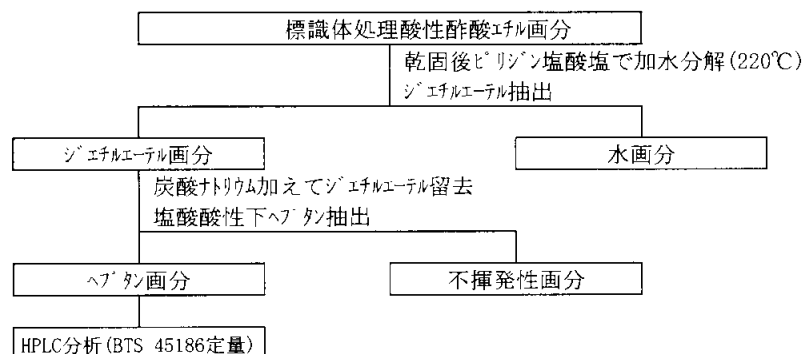 標識体処理酸性酢酸ｴﾁﾙ画分
乾固後ﾋﾟﾘｼﾞﾝ塩酸塩で加水分解(220℃)
ｼﾞｴﾁﾙｴｰﾃﾙ抽出
ｼﾞｴﾁﾙｴｰﾃﾙ画分
水画分
炭酸ﾅﾄﾘｳﾑ加えてｼﾞｴﾁﾙｴｰﾃﾙ留去
塩酸酸性下ﾍﾌﾟﾀﾝ抽出
ﾍﾌﾟﾀﾝ画分
不揮発性画分
HPLC分析(BTS 45186定量)